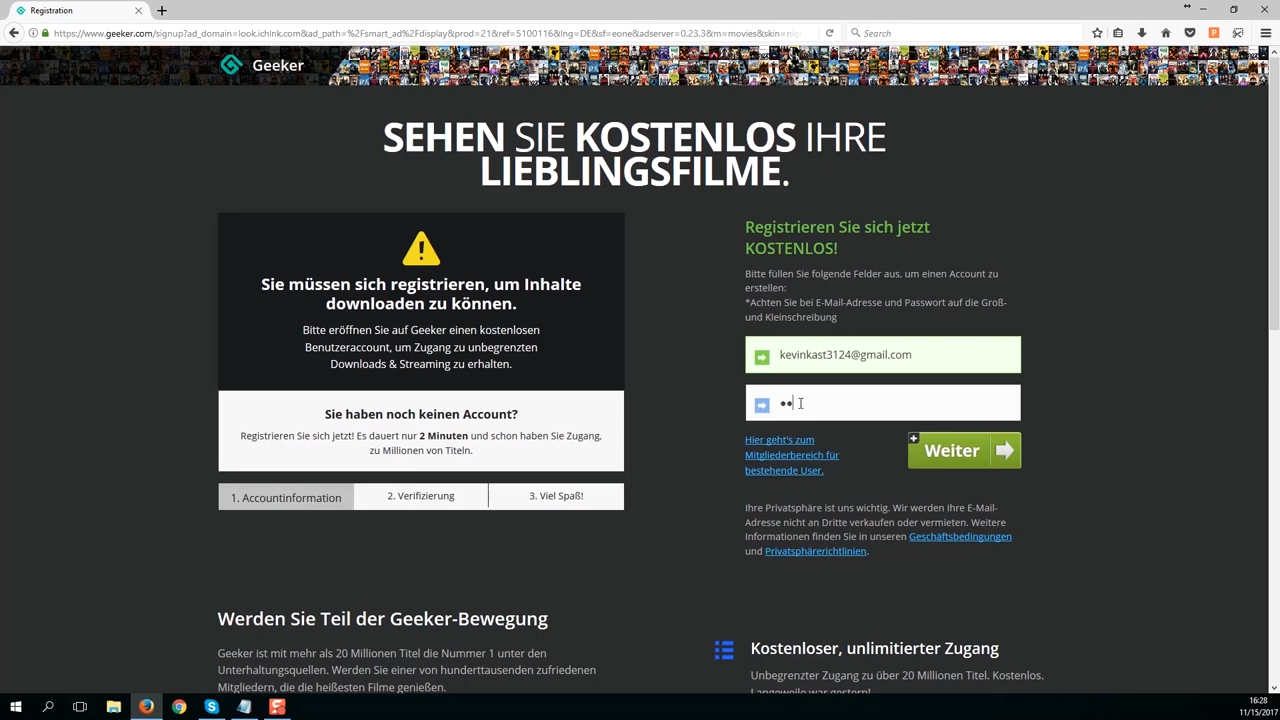 Registration
https://www.geeker.com/signup?ad_domain=look.ichlnk.com&ad_path=%2Fsmart_ad%2Fdisplay&prod=21&ref=5100116&lng=DE&sf=eone&adserver=0.23.3&m=movies&skin=nig
Search
Geeker
SEHEN SIE KOSTENLOS IHRE
LIEBLINGSFILME.
Sie müssen sich registrieren, um Inhalte
downloaden zu können.
Bitte eröffnen Sie auf Geeker einen kostenlosen
Benutzeraccount, um Zugang zu unbegrenzten
Downloads & Streaming zu erhalten.
Sie haben noch keinen Account?
Registrieren Sie sich jetzt! Es dauert nur 2 Minuten und schon haben Sie Zugang,
zu Millionen von Titeln.
1. Accountinformation
2. Verifizierung
3. Viel Spaß!
Registrieren Sie sich jetzt
KOSTENLOS!
Bitte füllen Sie folgende Felder aus, um einen Account zu
erstellen:
*Achten Sie bei E-Mail-Adresse und Passwort auf die Groß-
und Kleinschreibung
kevinkast3124@gmail.com
••
Hier geht's zum
Mitgliederbereich für
bestehende User.
Weiter
Ihre Privatsphäre ist uns wichtig. Wir werden Ihre E-Mail-
Adresse nicht an Dritte verkaufen oder vermieten. Weitere
Informationen finden Sie in unseren Geschäftsbedingungen
und Privatsphärerichtlinien.
Werden Sie Teil der Geeker-Bewegung
Geeker ist mit mehr als 20 Millionen Titel die Nummer 1 unter den
Unterhaltungsquellen. Werden Sie einer von hunderttausenden zufriedenen
Mitgliedern, die die heißesten Filme genießen.
Kostenloser, unlimitierter Zugang
Unbegrenzter Zugang zu über 20 Millionen Titel. Kostenlos.
Langeweile war gestern!
16:28
11/15/2017